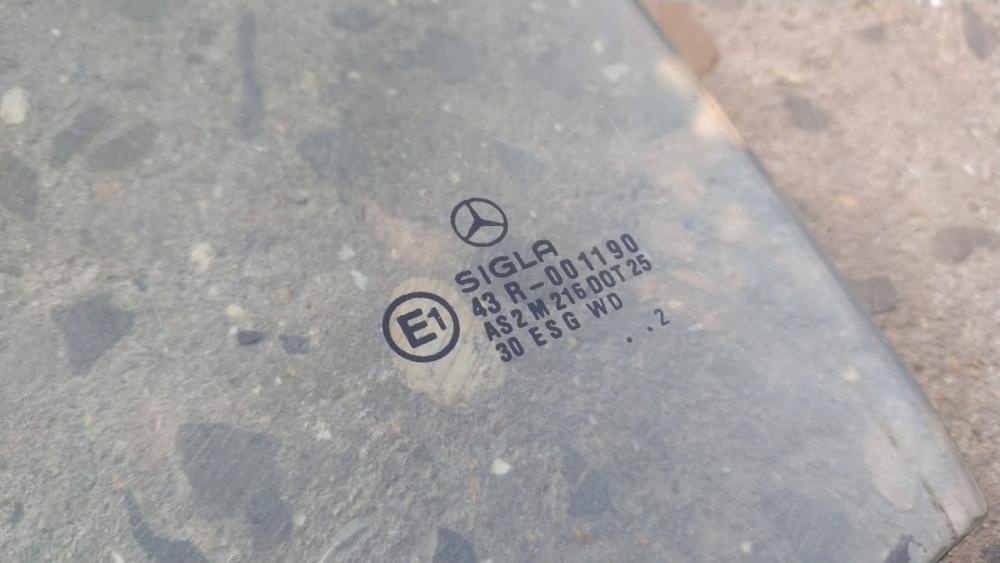 SIGLA
E1
43 R-001190
AS2 M 216 DOT 25
30 ESG WD
. . 2